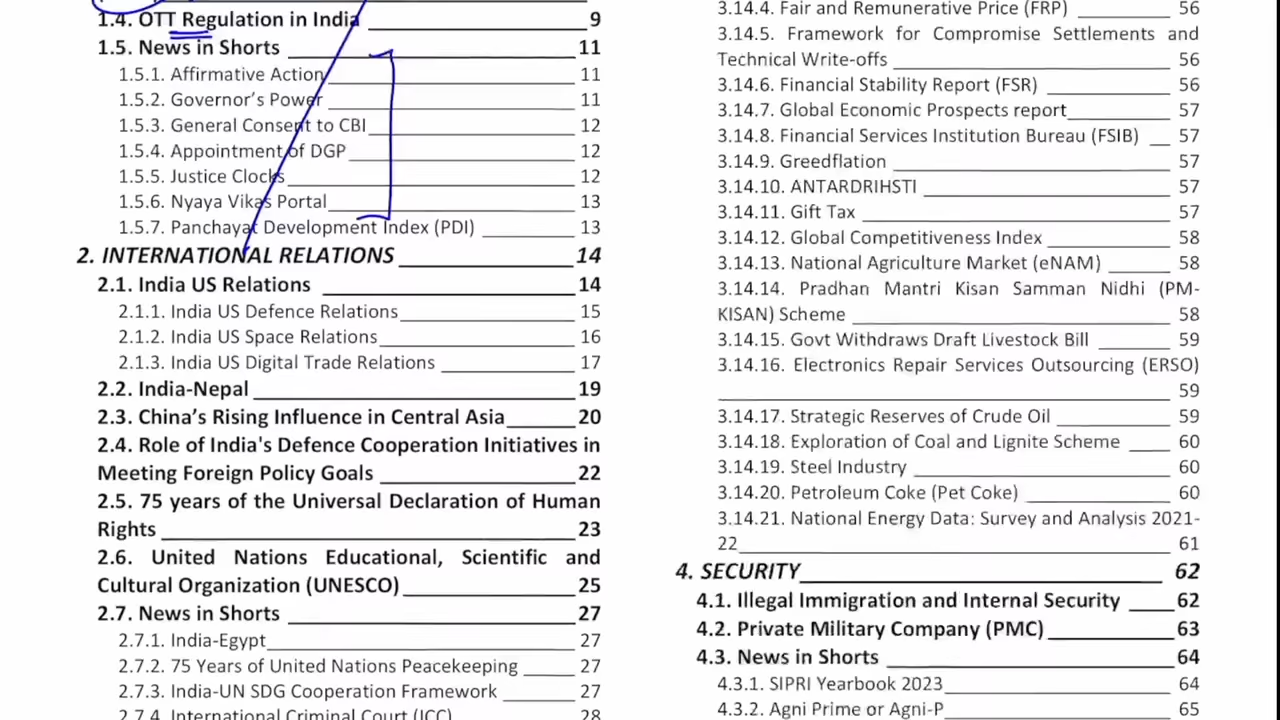 1.4. OTT Regulation in India 9
1.5. News in Shorts 11
1.5.1. Affirmative Action 11
1.5.2. Governor's Power 11
1.5.3. General Consent to CBI 12
1.5.4. Appointment of DGP 12
1.5.5. Justice Clocks 12
1.5.6. Nyaya Vikas Portal 13
1.5.7. Panchayat Development Index (PDI) 13
2. INTERNATIONAL RELATIONS 14
2.1. India US Relations 14
2.1.1. India US Defence Relations 15
2.1.2. India US Space Relations 16
2.1.3. India US Digital Trade Relations 17
2.2. India-Nepal 19
2.3. China's Rising Influence in Central Asia 20
2.4. Role of India's Defence Cooperation Initiatives in
Meeting Foreign Policy Goals 22
2.5. 75 years of the Universal Declaration of Human
Rights 23
2.6. United Nations Educational, Scientific and
Cultural Organization (UNESCO) 25
2.7. News in Shorts 27
2.7.1. India-Egypt 27
2.7.2. 75 Years of United Nations Peacekeeping 27
2.7.3. India-UN SDG Cooperation Framework 27
2.7.4. International Criminal Court (ICC) 28
3.14.4. Fair and Remunerative Price (FRP) 56
3.14.5. Framework for Compromise Settlements and
Technical Write-offs 56
3.14.6. Financial Stability Report (FSR) 56
3.14.7. Global Economic Prospects report 57
3.14.8. Financial Services Institution Bureau (FSIB) 57
3.14.9. Greedflation 57
3.14.10. ANTARDRIHSTI 57
3.14.11. Gift Tax 57
3.14.12. Global Competitiveness Index 58
3.14.13. National Agriculture Market (eNAM) 58
3.14.14. Pradhan Mantri Kisan Samman Nidhi (PM-
KISAN) Scheme 58
3.14.15. Govt Withdraws Draft Livestock Bill 59
3.14.16. Electronics Repair Services Outsourcing (ERSO)
59
3.14.17. Strategic Reserves of Crude Oil 59
3.14.18. Exploration of Coal and Lignite Scheme 60
3.14.19. Steel Industry 60
3.14.20. Petroleum Coke (Pet Coke) 60
3.14.21. National Energy Data: Survey and Analysis 2021-
22 61
4. SECURITY 62
4.1. Illegal Immigration and Internal Security 62
4.2. Private Military Company (PMC) 63
4.3. News in Shorts 64
4.3.1. SIPRI Yearbook 2023 64
4.3.2. Agni Prime or Agni-P 65